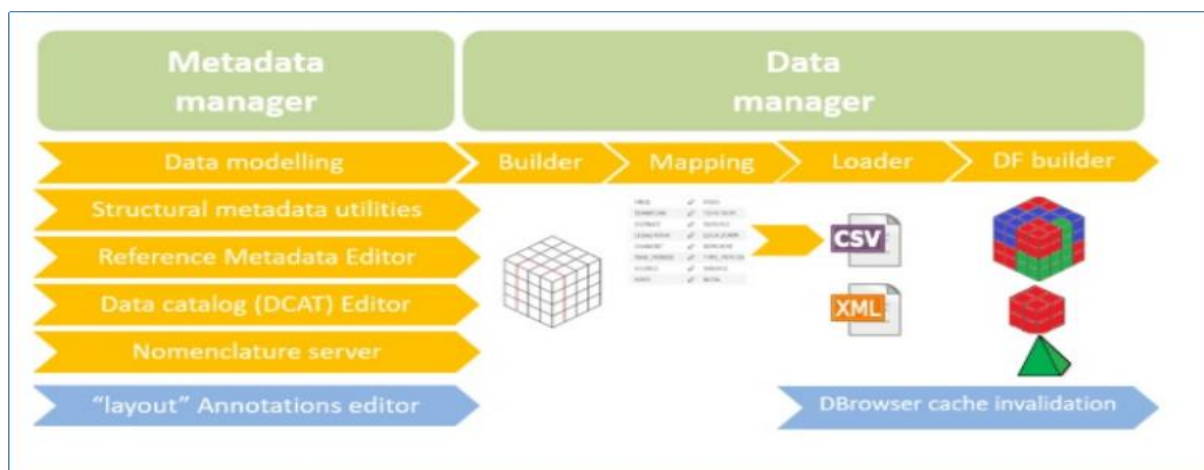 Metadata
manager
Data
manager
Data modelling
Builder
Mapping
Loader
DF builder
Structural metadata utilities
Reference Metadata Editor
Data catalog (DCAT) Editor
Nomenclature server
"layout" Annotations editor
CSV
XML
DBrowser cache invalidation